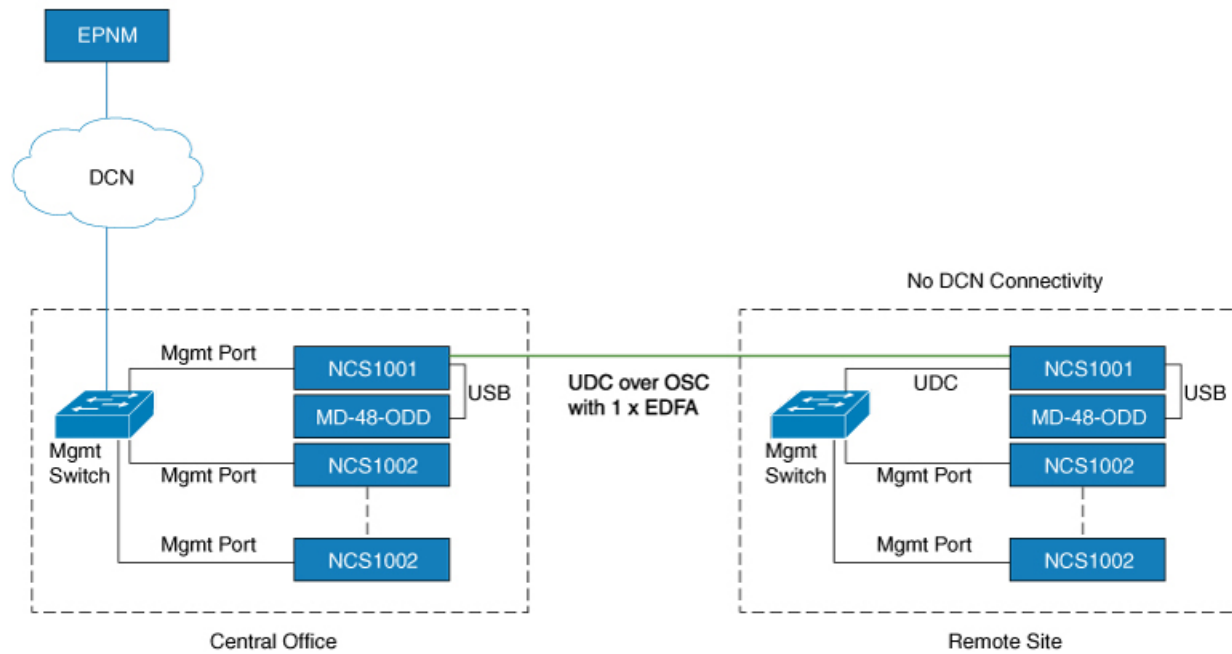 EPNM
DCN
No DCN Connectivity
Mgmt Port
NCS1001
USB
MD-48-ODD
Mgmt
Switch
Mgmt Port
NCS1002
Mgmt Port
NCS1002
Central Office
UDC over OSC
with 1 x EDFA
NCS1001
UDC
USB
MD-48-ODD
Mgmt
Switch
Mgmt Port
NCS1002
Mgmt Port
NCS1002
Remote Site